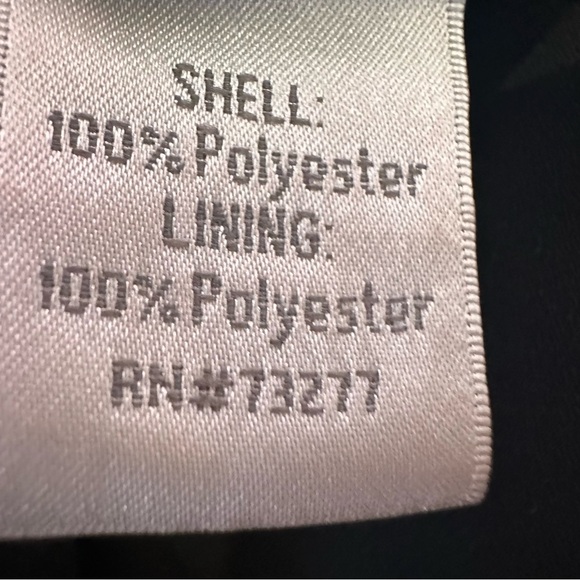 SHELL:
100% Polyester
LINING:
100% Polyester
RN#73277